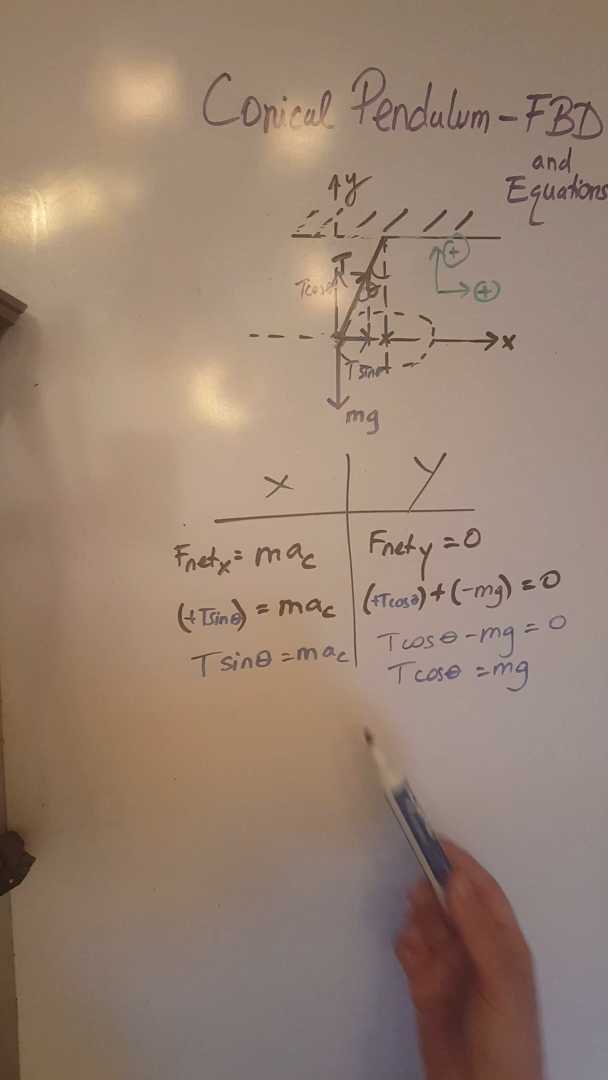 Conical Pendulum - FBD
and
Equations
y
T
Tcosθ
θ
+
+
x
Tsinθ
mg
x
y
Fnetx = mac
Fnety = 0
(+Tsinθ) = mac
(+Tcosθ) + (-mg) = 0
Tsinθ = mac
Tcosθ - mg = 0
Tcosθ = mg